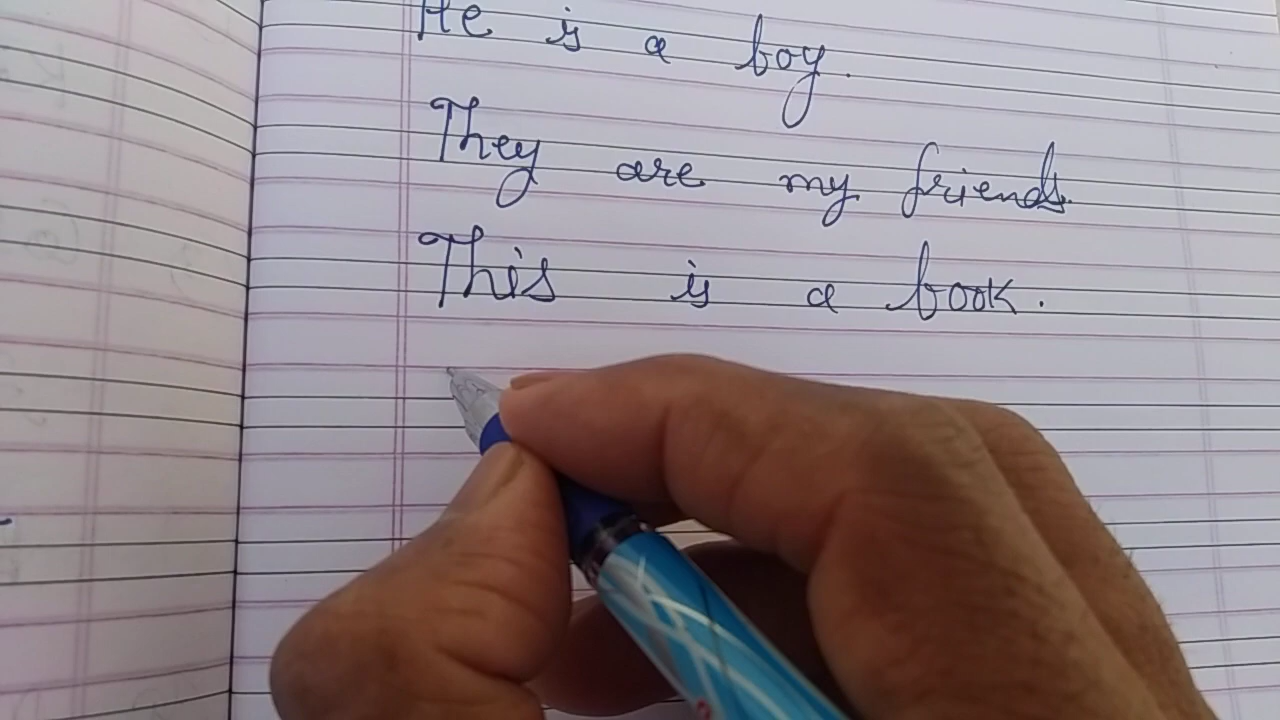 He is a boy.
They are my friends.
This is a book.